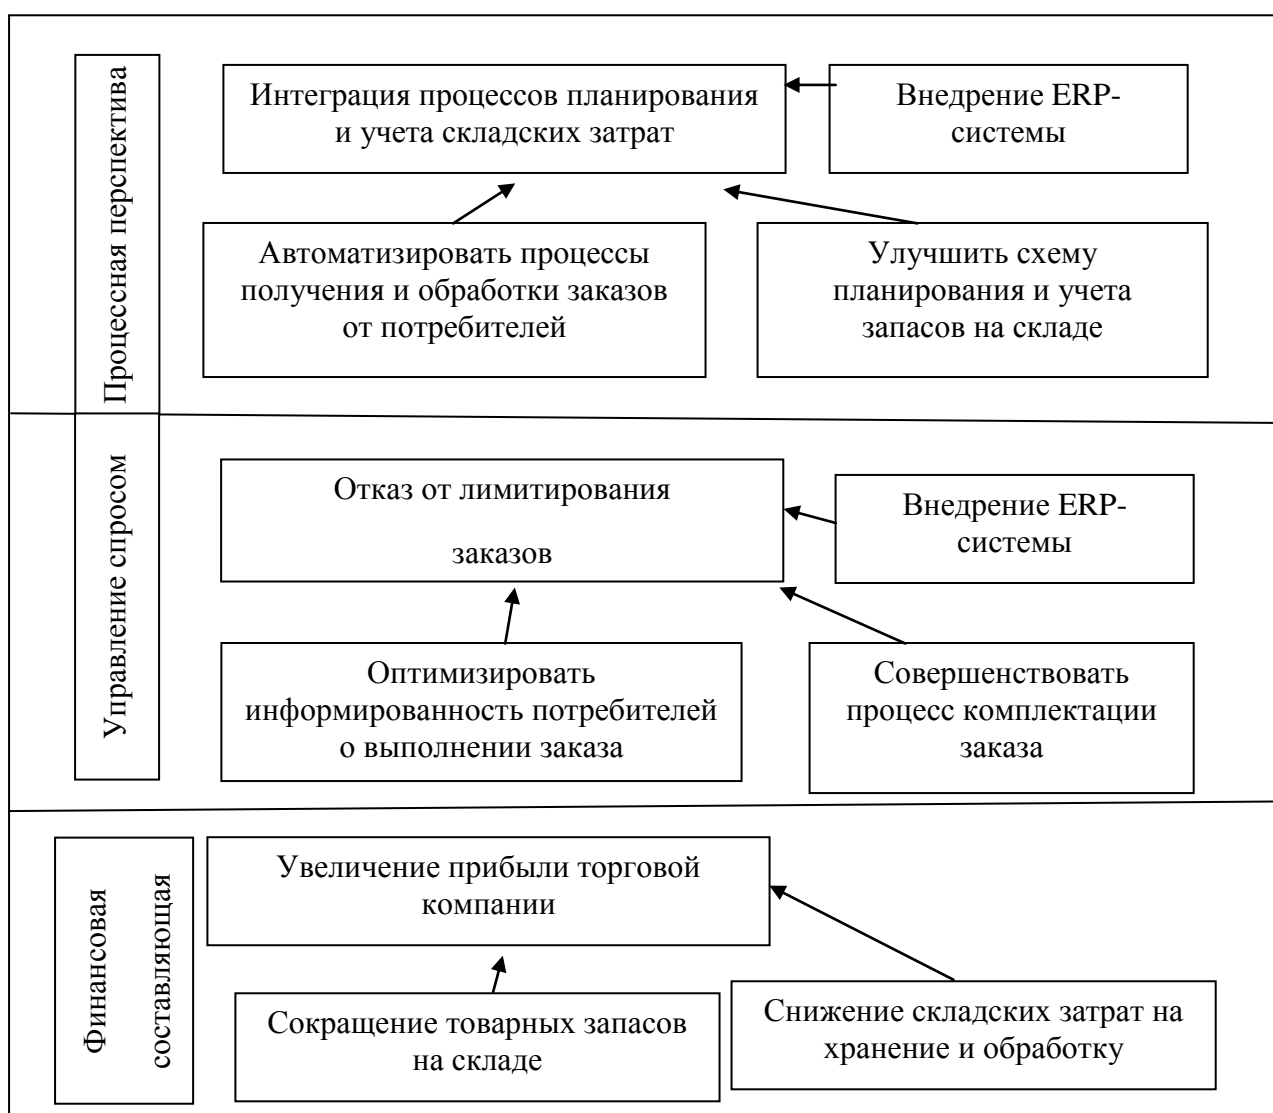 Процессная перспектива
Интеграция процессов планирования
и учета складских затрат
Внедрение ERP-
системы
Автоматизировать процессы
получения и обработки заказов
от потребителей
Улучшить схему
планирования и учета
запасов на складе
Управление спросом
Отказ от лимитирования
заказов
Внедрение ERP-
системы
Оптимизировать
информированность потребителей
о выполнении заказа
Совершенствовать
процесс комплектации
заказа
Финансовая
составляющая
Увеличение прибыли торговой
компании
Сокращение товарных запасов
на складе
Снижение складских затрат на
хранение и обработку